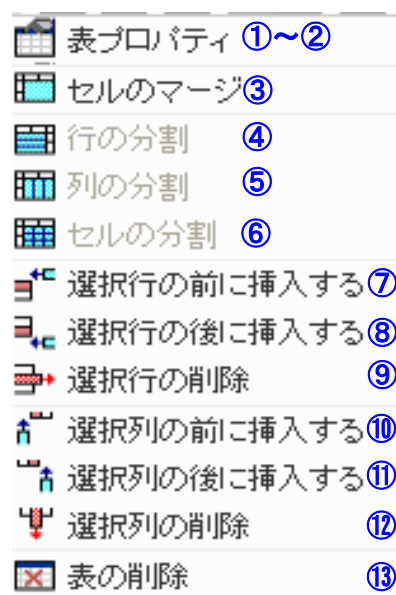 表プロパティ ①～②
セルのマージ③
行の分割 ④
列の分割 ⑤
セルの分割 ⑥
選択行の前に挿入する⑦
選択行の後に挿入する⑧
選択行の削除 ⑨
選択列の前に挿入する⑩
選択列の後に挿入する⑪
選択列の削除 ⑫
表の削除 ⑬